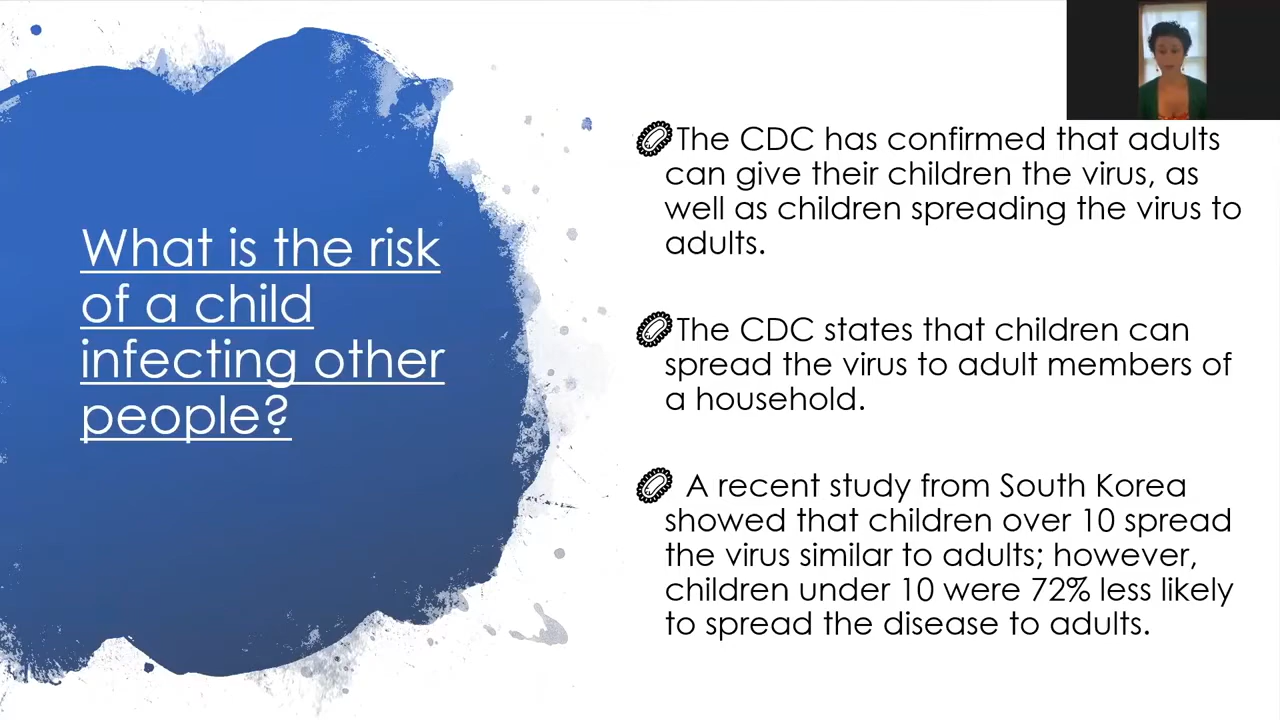 What is the risk
of a child
infecting other
people?
The CDC has confirmed that adults
can give their children the virus, as
well as children spreading the virus to
adults.
The CDC states that children can
spread the virus to adult members of
a household.
A recent study from South Korea
showed that children over 10 spread
the virus similar to adults; however,
children under 10 were 72% less likely
to spread the disease to adults.